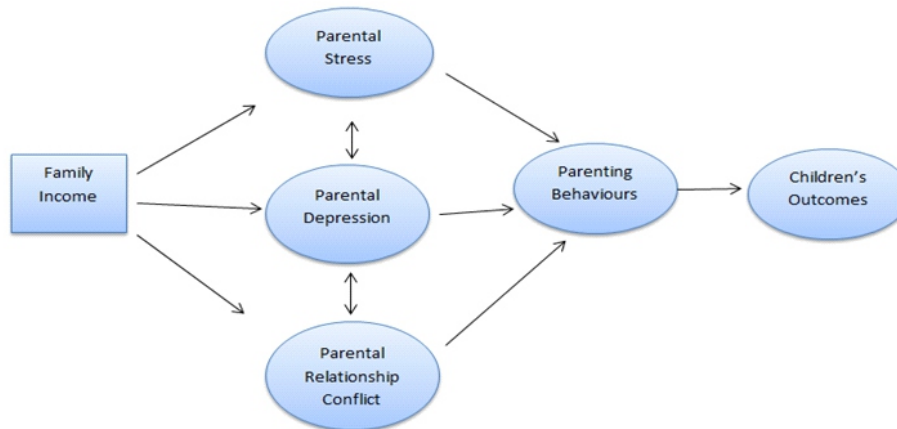 Parental
Stress
Family
Income
Parental
Depression
Parenting
Behaviours
Children's
Outcomes
Parental
Relationship
Conflict